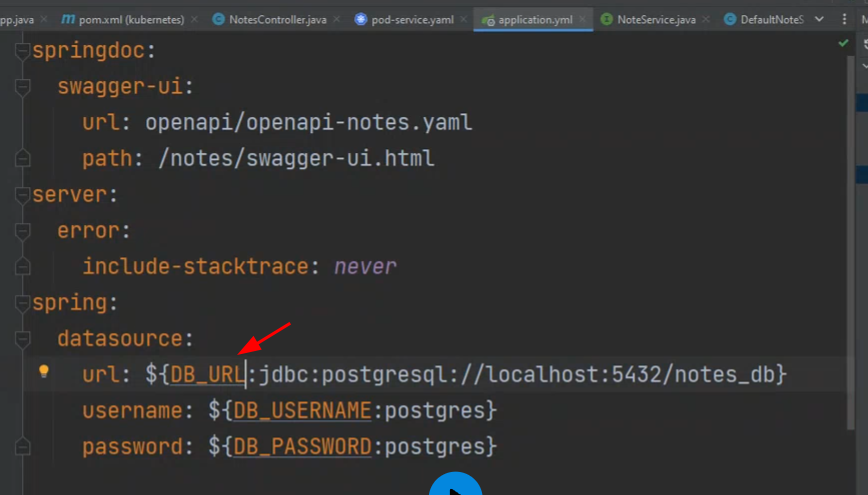 pp.java
pom.xml (kubernetes)
NotesController.java
pod-service.yaml
application.yml
NoteService.java
DefaultNoteS
springdoc:
swagger-ui:
url: openapi/openapi-notes.yaml
path: /notes/swagger-ui.html
server:
error:
include-stacktrace: never
spring:
datasource:
url: ${DB_URL:jdbc:postgresql://localhost:5432/notes_db}
username: ${DB_USERNAME:postgres}
password: ${DB_PASSWORD:postgres}